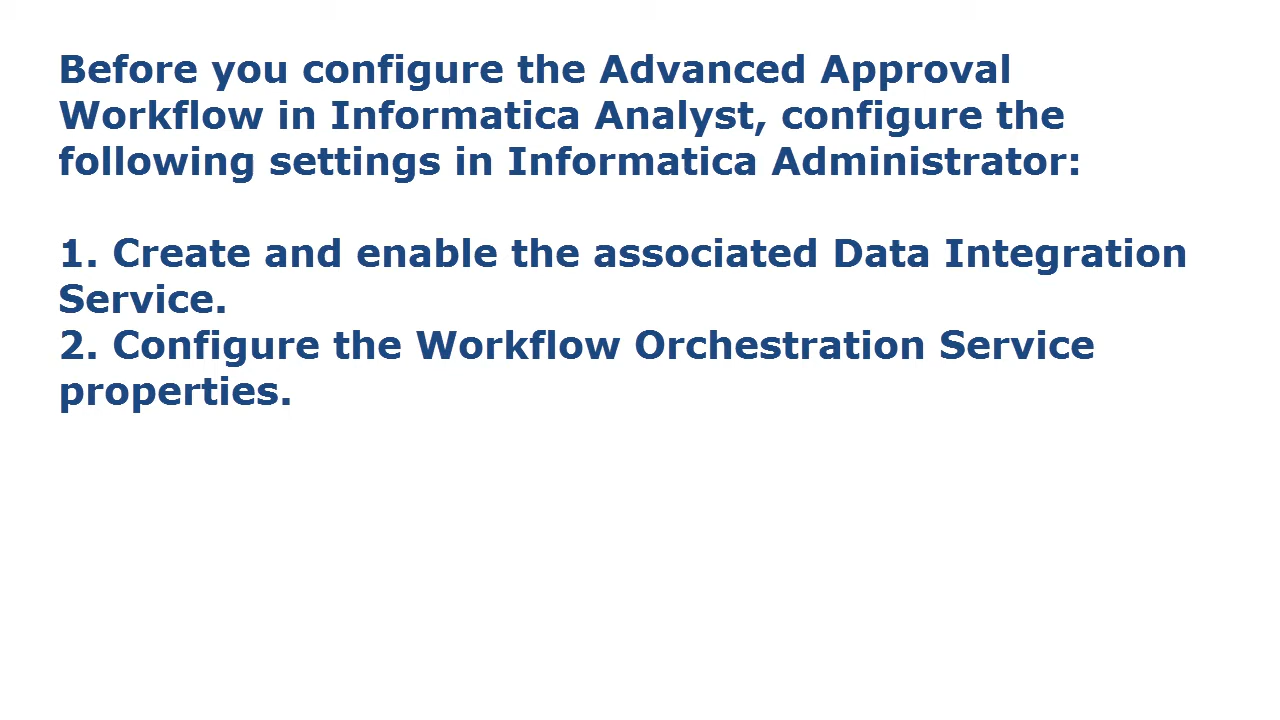 Before you configure the Advanced Approval
Workflow in Informatica Analyst, configure the
following settings in Informatica Administrator:
1. Create and enable the associated Data Integration
Service.
2. Configure the Workflow Orchestration Service
properties.